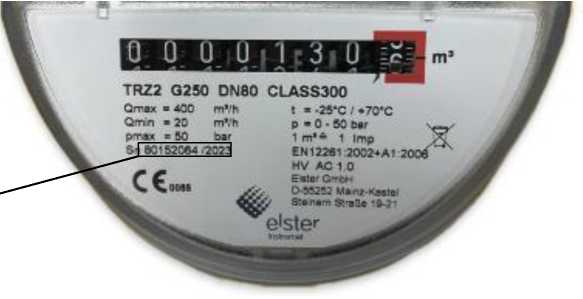 0 0 0 0 1 3 0 m³
TRZ2 G250 DN80 CLASS300
Qmax = 400 m³/h
Qmin = 20 m³/h
pmax = 50 bar
Sn 80152064 /2023
t = -25°C / +70°C
p = 0 - 50 bar
1 m³ ≙ 1 Imp
EN12261:2002+A1:2006
HV AC 1.0
Elster GmbH
D-55252 Mainz-Kastel
Steinern Straße 19-21
CE 0085
elster
Instromet